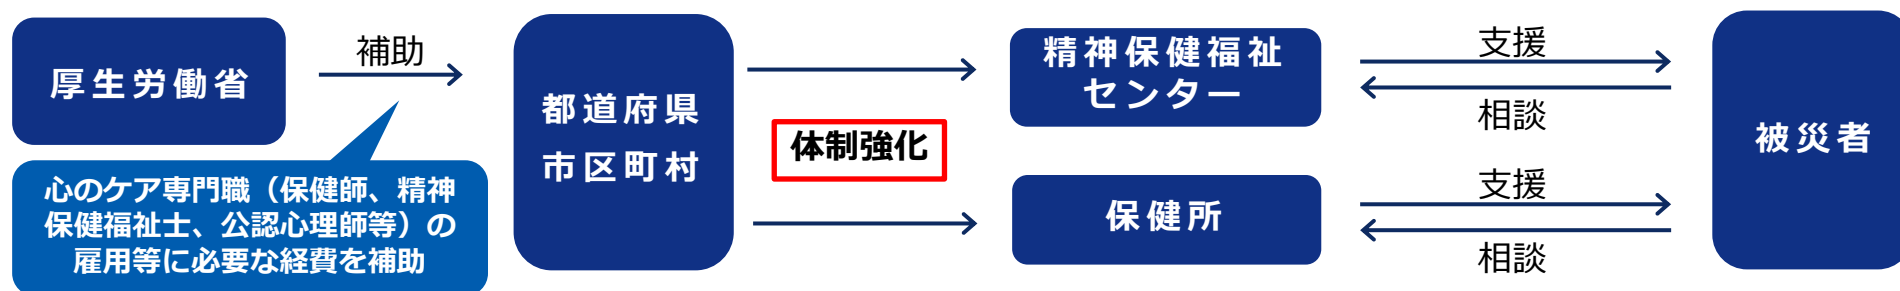 厚生労働省
補助
心のケア専門職（保健師、精神
保健福祉士、公認心理師等）の
雇用等に必要な経費を補助
都道府県
市区町村
体制強化
精神保健福祉
センター
保健所
支援
相談
支援
相談
被災者